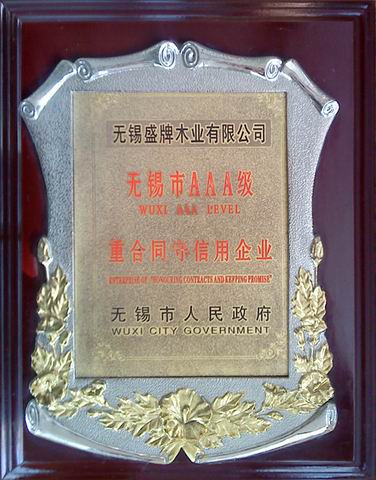 无锡盛牌木业有限公司
无锡市AAA级
WUXI AAA LEVEL
重合同守信用企业
ENTERPRISE OF "HONOURING CONTRACTS AND KEEPING PROMISE"
无锡市人民政府
WUXI CITY GOVERNMENT